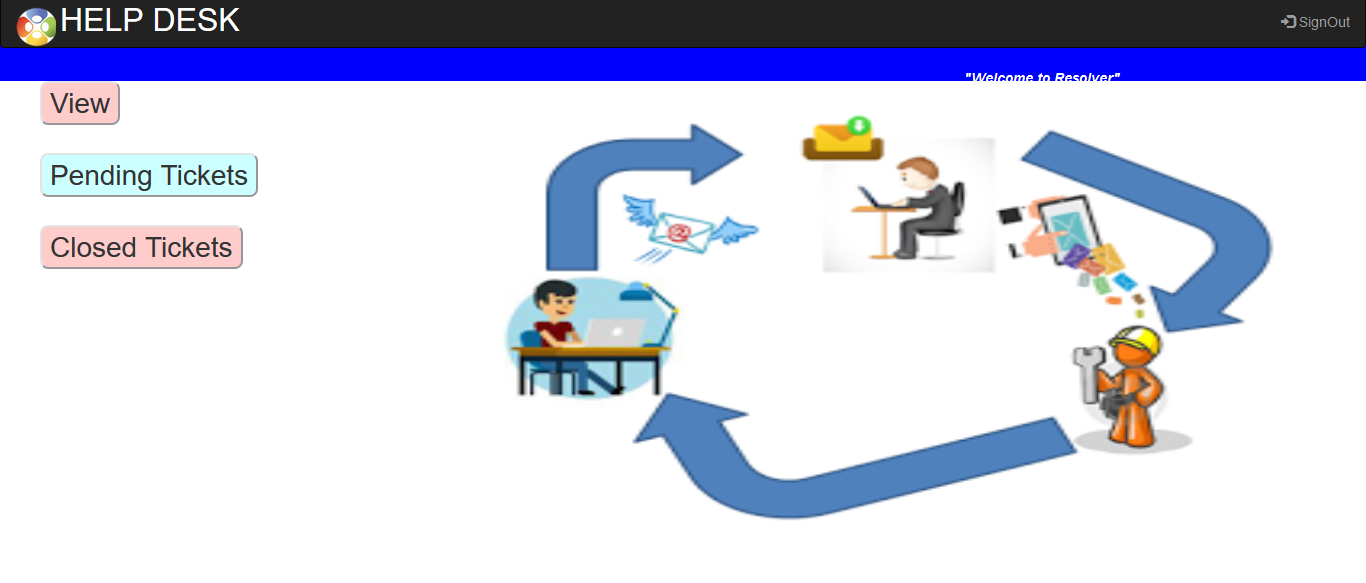 HELP DESK
SignOut
"Welcome to Resolver"
View
Pending Tickets
Closed Tickets
@